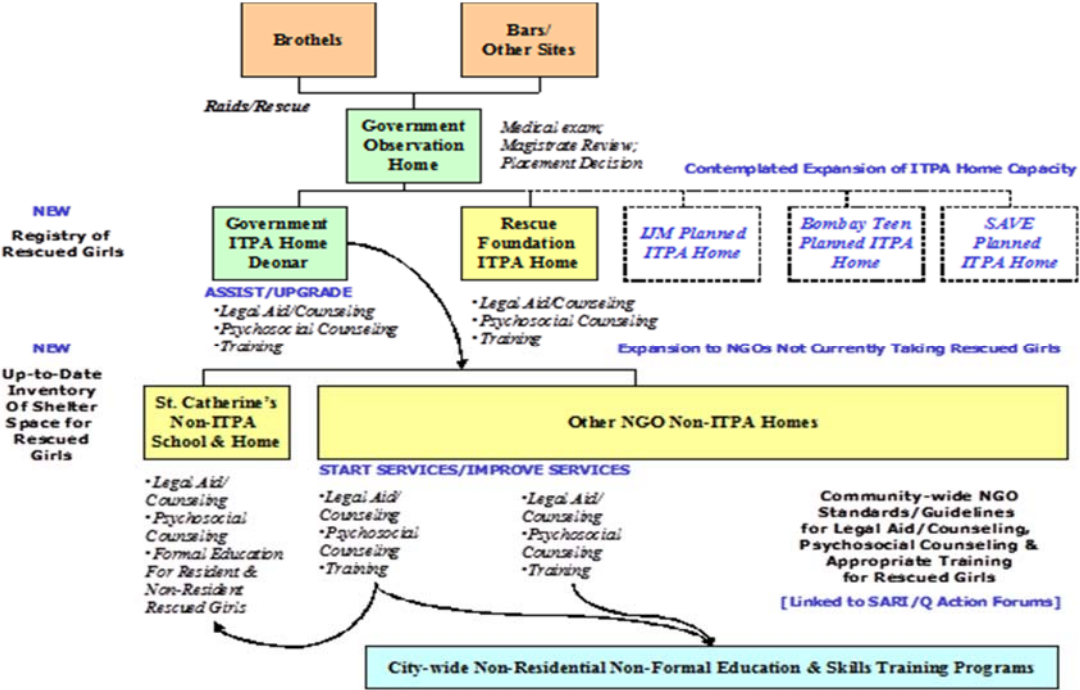 Brothels
Bars/
Other Sites
Raids/Rescue
Government
Observation
Home
Medical exam;
Magistrate Review;
Placement Decision
Contemplated Expansion of ITPA Home Capacity
NEW
Registry of
Rescued Girls
Government
ITPA Home
Deonar
Rescue
Foundation
ITPA Home
IJM Planned
ITPA Home
Bombay Teen
Planned ITPA
Home
SAVE
Planned
ITPA Home
ASSIST/UPGRADE
•Legal Aid/Counseling
•Psychosocial Counseling
•Training
•Legal Aid/Counseling
•Psychosocial Counseling
•Training
NEW
Up-to-Date
Inventory
Of Shelter
Space for
Rescued
Girls
Expansion to NGOs Not Currently Taking Rescued Girls
St. Catherine's
Non-ITPA
School & Home
Other NGO Non-ITPA Homes
START SERVICES/IMPROVE SERVICES
•Legal Aid/
Counseling
•Psychosocial
Counseling
•Formal Education
For Resident &
Non-Resident
Rescued Girls
•Legal Aid/
Counseling
•Psychosocial
Counseling
•Training
•Legal Aid/
Counseling
•Psychosocial
Counseling
•Training
Community-wide NGO
Standards/Guidelines
for Legal Aid/Counseling,
Psychosocial Counseling &
Appropriate Training
for Rescued Girls
[Linked to SARI/Q Action Forums]
City-wide Non-Residential Non-Formal Education & Skills Training Programs